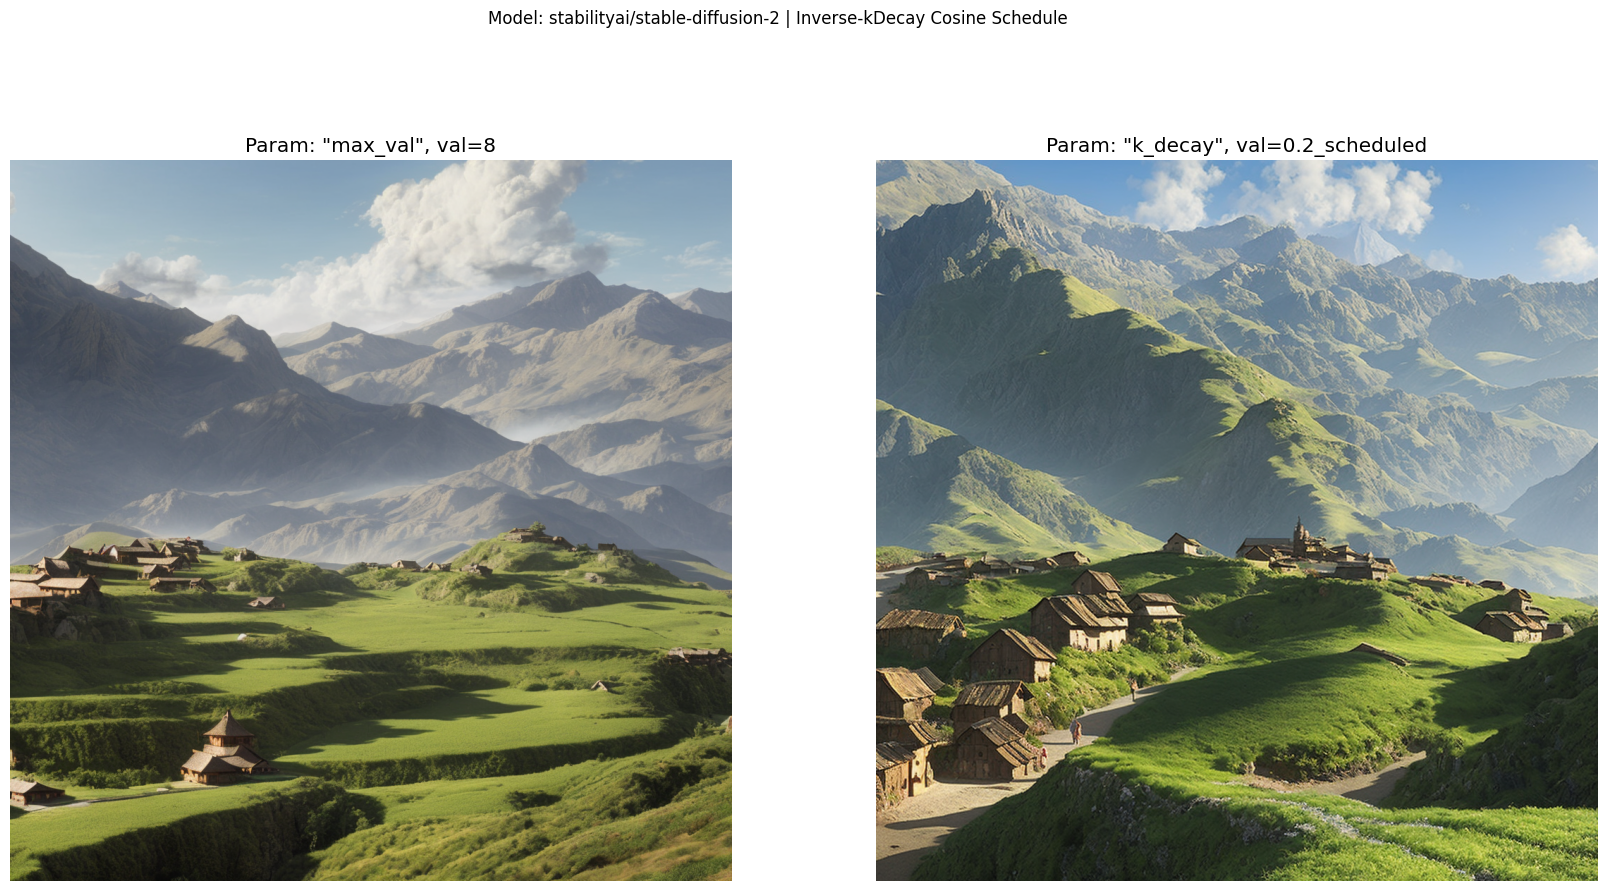 Model: stabilityai/stable-diffusion-2 | Inverse-kDecay Cosine Schedule
Param: "max_val", val=8
Param: "k_decay", val=0.2_scheduled